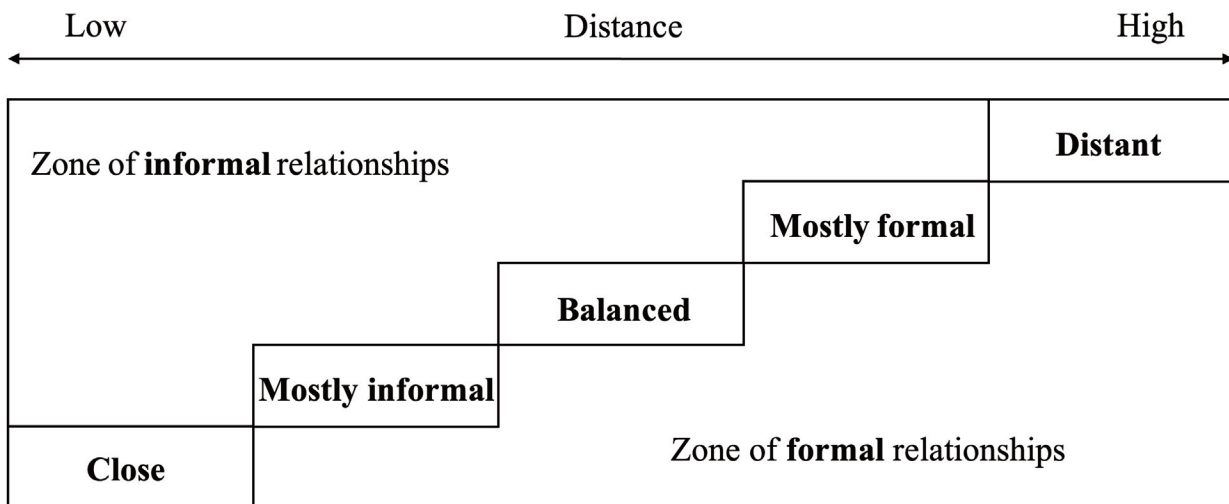 Low Distance High
Zone of informal relationships
Distant
Mostly formal
Balanced
Mostly informal
Zone of formal relationships
Close